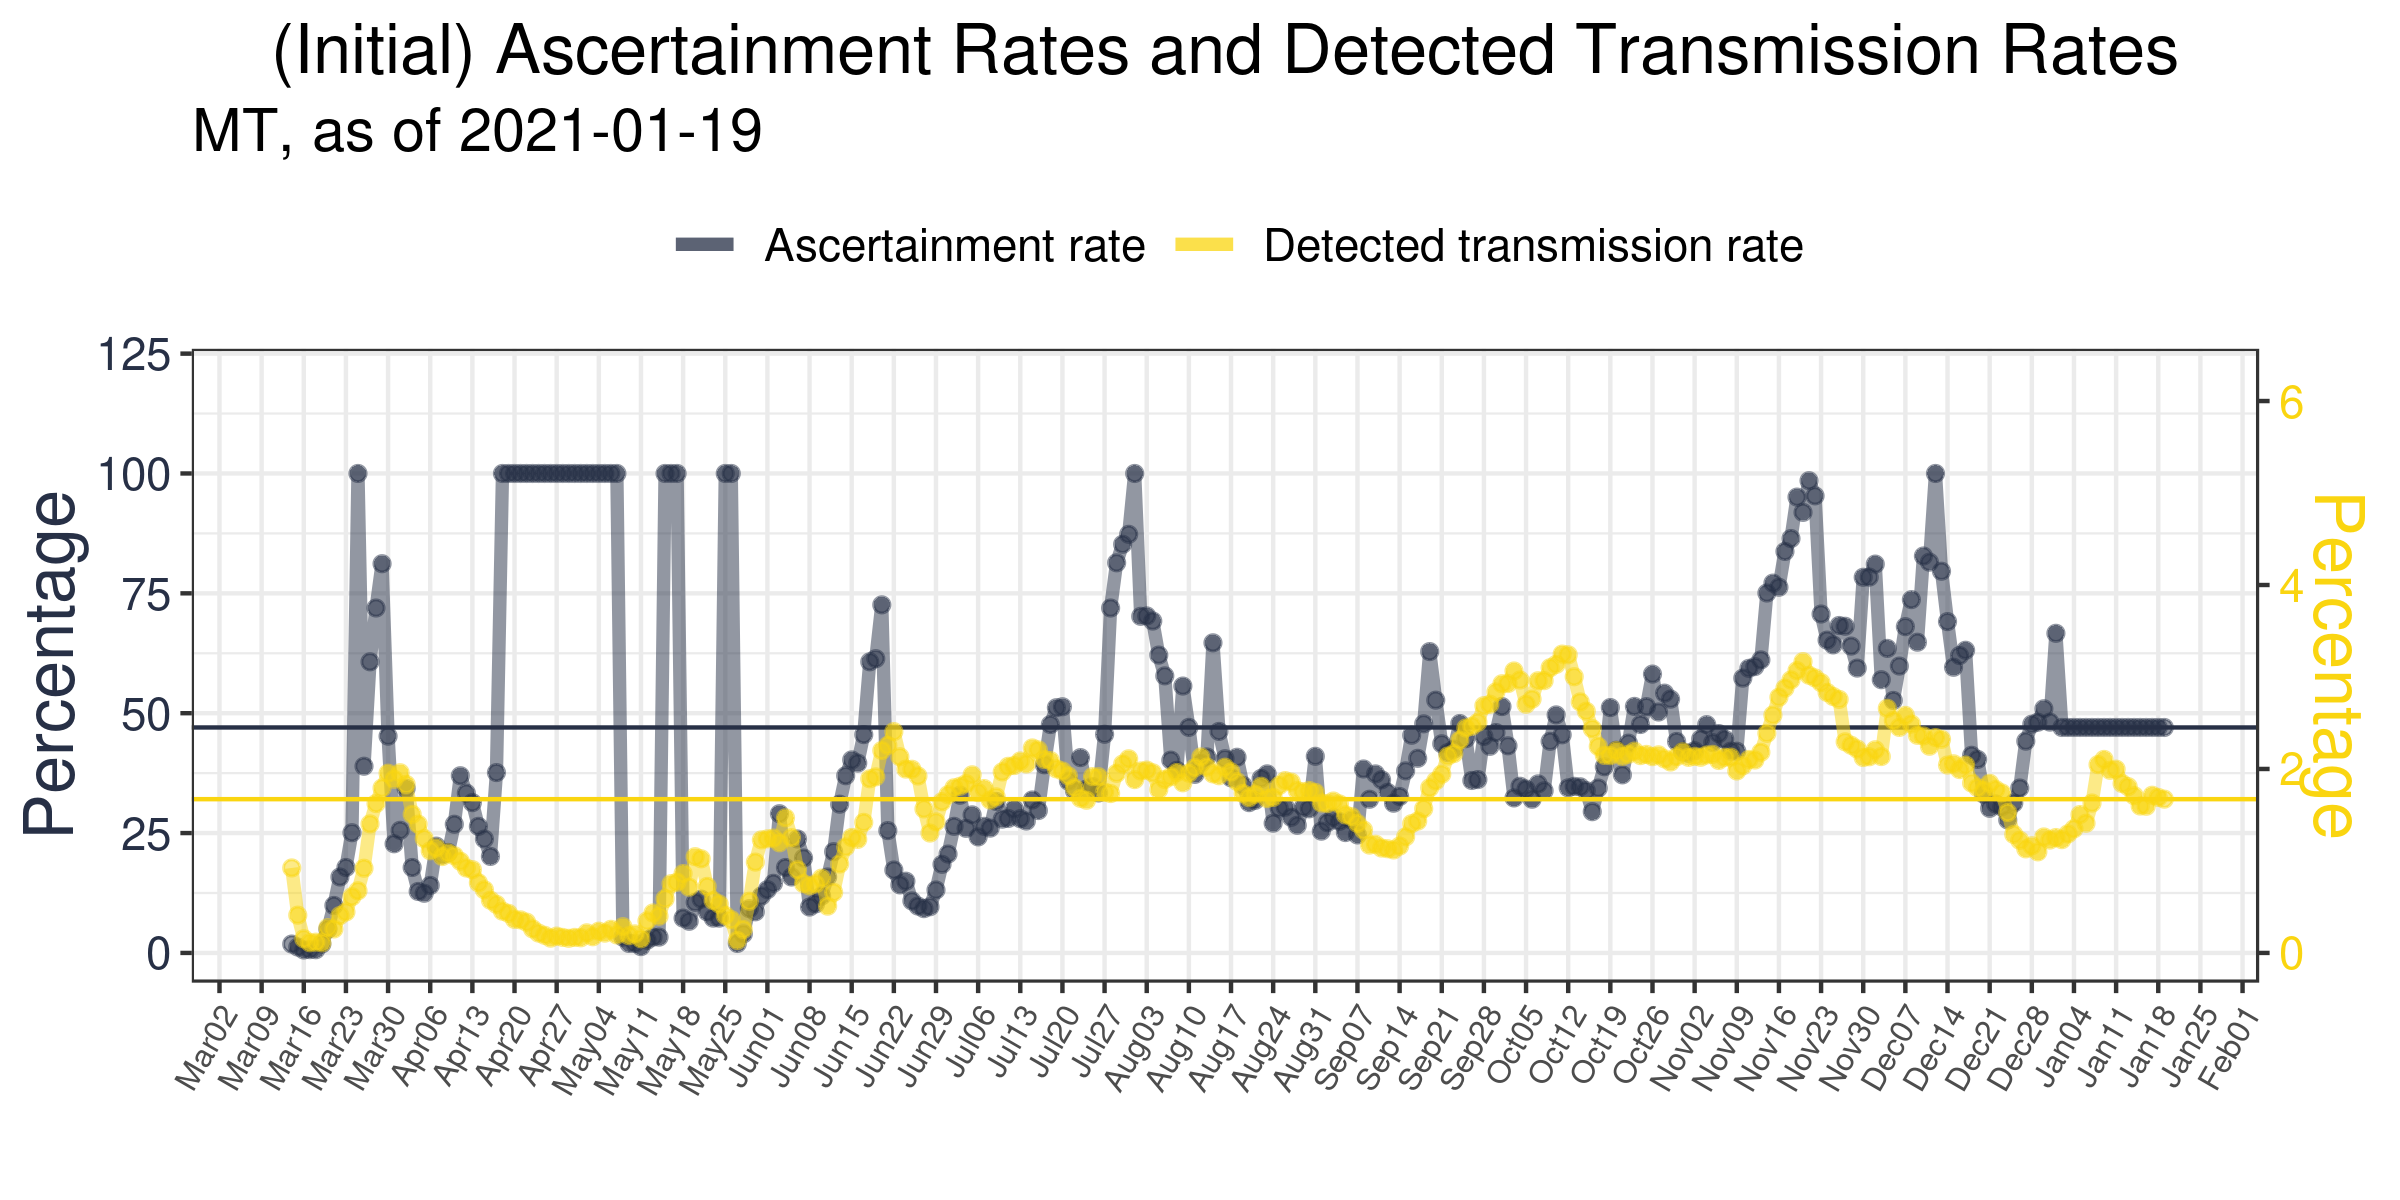 (Initial) Ascertainment Rates and Detected Transmission Rates
MT, as of 2021-01-19
Ascertainment rate
Detected transmission rate
125
100
75
50
25
0
Percentage
6
4
2
0
Percentage
Mar02
Mar09
Mar16
Mar23
Mar30
Apr06
Apr13
Apr20
Apr27
May04
May11
May18
May25
Jun01
Jun08
Jun15
Jun22
Jun29
Jul06
Jul13
Jul20
Jul27
Aug03
Aug10
Aug17
Aug24
Aug31
Sep07
Sep14
Sep21
Sep28
Oct05
Oct12
Oct19
Oct26
Nov02
Nov09
Nov16
Nov23
Nov30
Dec07
Dec14
Dec21
Dec28
Jan04
Jan11
Jan18
Jan25
Feb01